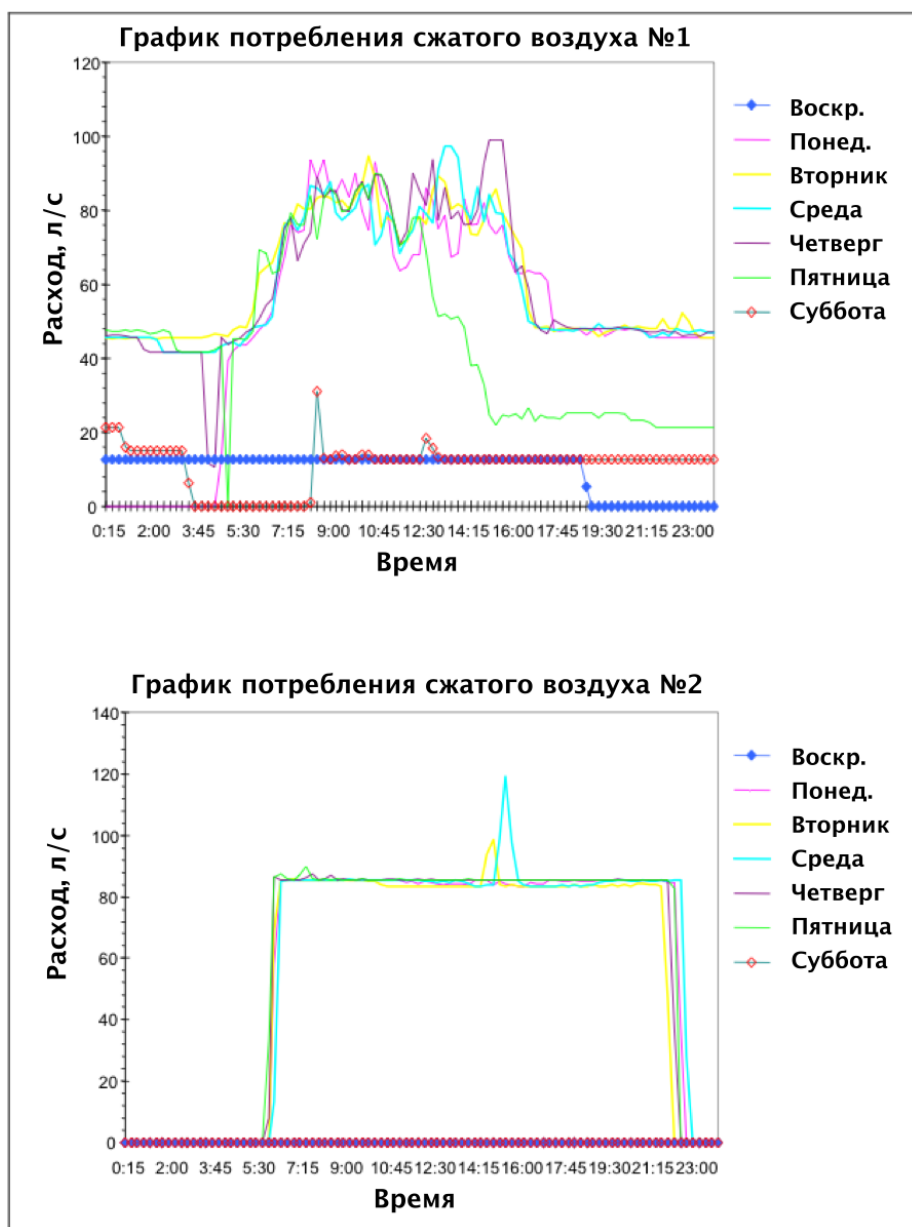 График потребления сжатого воздуха №1
120
100
80
60
40
20
0
Расход, л/с
0:15 2:00 3:45 5:30 7:15 9:00 10:45 12:30 14:15 16:00 17:45 19:30 21:15 23:00
Время
Воскр.
Понед.
Вторник
Среда
Четверг
Пятница
Суббота
График потребления сжатого воздуха №2
140
120
100
80
60
40
20
0
Расход, л/с
0:15 2:00 3:45 5:30 7:15 9:00 10:45 12:30 14:15 16:00 17:45 19:30 21:15 23:00
Время
Воскр.
Понед.
Вторник
Среда
Четверг
Пятница
Суббота